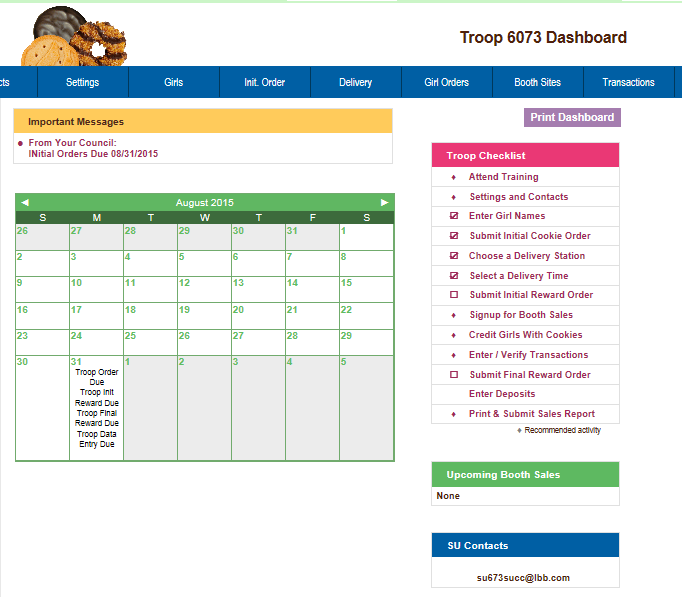 Troop 6073 Dashboard
cts Settings Girls Init. Order Delivery Girl Orders Booth Sites Transactions
Print Dashboard
Important Messages
From Your Council:
INitial Orders Due 08/31/2015
August 2015
S M T W T F S
26 27 28 29 30 31 1
2 3 4 5 6 7 8
9 10 11 12 13 14 15
16 17 18 19 20 21 22
23 24 25 26 27 28 29
30 31 1 2 3 4 5
Troop Order
Due
Troop Init
Reward Due
Troop Final
Reward Due
Troop Data
Entry Due
Troop Checklist
Attend Training
Settings and Contacts
Enter Girl Names
Submit Initial Cookie Order
Choose a Delivery Station
Select a Delivery Time
Submit Initial Reward Order
Signup for Booth Sales
Credit Girls With Cookies
Enter / Verify Transactions
Submit Final Reward Order
Enter Deposits
Print & Submit Sales Report
Recommended activity
Upcoming Booth Sales
None
SU Contacts
su673succ@lbb.com